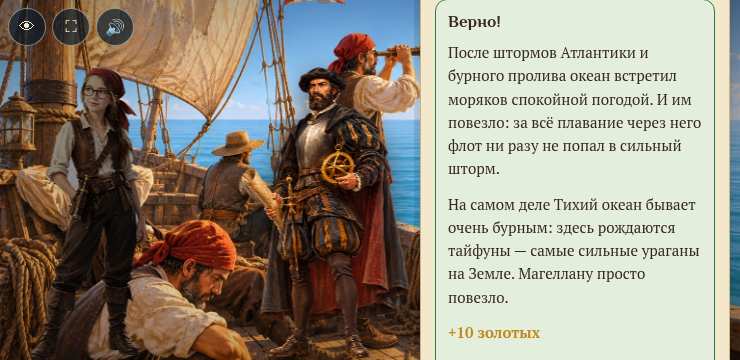 Верно!
После штормов Атлантики и
бурного пролива океан встретил
моряков спокойной погодой. И им
повезло: за всё плавание через него
флот ни разу не попал в сильный
шторм.
На самом деле Тихий океан бывает
очень бурным: здесь рождаются
тайфуны — самые сильные ураганы
на Земле. Магеллану просто
повезло.
+10 золотых